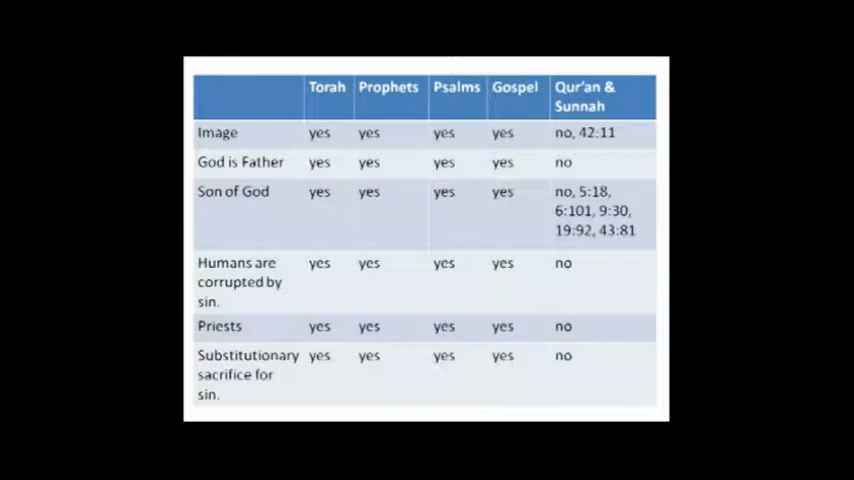 Torah Prophets Psalms Gospel Qur'an &
Sunnah
Image yes yes yes yes no, 42:11
God is Father yes yes yes yes no
Son of God yes yes yes yes no, 5:18,
6:101, 9:30,
19:92, 43:81
Humans are yes yes yes yes no
corrupted by
sin.
Priests yes yes yes yes no
Substitutionary yes yes yes yes no
sacrifice for
sin.